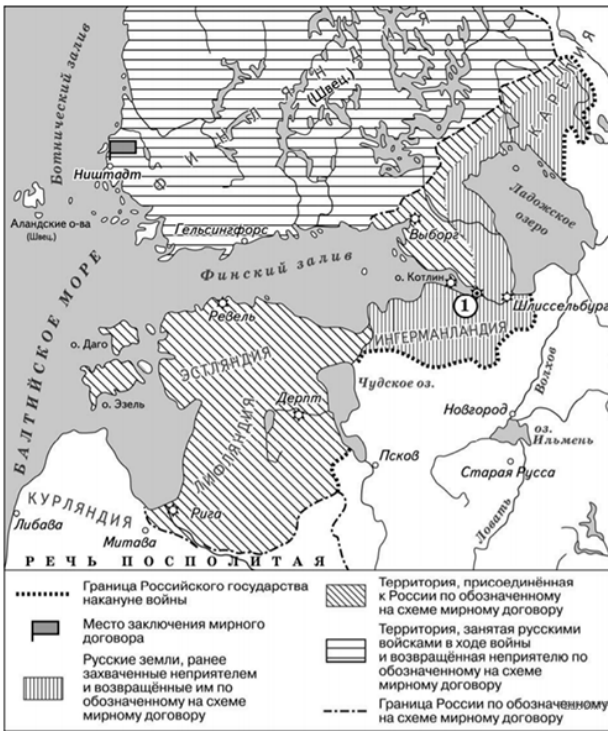 Ботнический залив
ФИНЛЯНДИЯ
(Швец.)
КАРЕЛИЯ
Ништадт
Аландские о-ва
(Швец.)
Гельсингфорс
Выборг
Ладожское
озеро
Финский залив
о. Котлин
1
Шлиссельбург
ИНГЕРМАНЛАНДИЯ
БАЛТИЙСКОЕ МОРЕ
Ревель
о. Даго
ЭСТЛЯНДИЯ
о. Эзель
Чудское оз.
Волхов
Дерпт
Новгород
оз.
Ильмень
ЛИФЛЯНДИЯ
Псков
Старая Русса
Ловать
КУРЛЯНДИЯ
Либава
Рига
Митава
РЕЧЬ ПОСПОЛИТАЯ
Граница Российского государства
накануне войны
Место заключения мирного
договора
Русские земли, ранее
захваченные неприятелем
и возвращённые им по
обозначенному на схеме
мирному договору
Территория, присоединённая
к России по обозначенному
на схеме мирному договору
Территория, занятая русскими
войсками в ходе войны
и возвращённая неприятелю по
обозначенному на схеме
мирному договору
Граница России по обозначенному
на схеме мирному договору